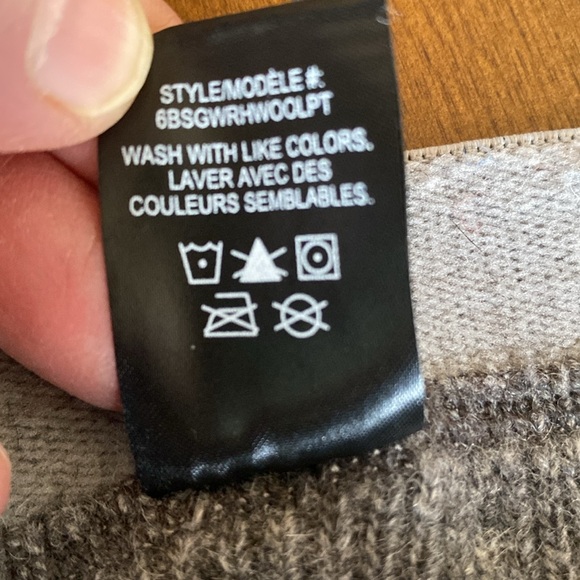 STYLE/MODÈLE#:
6BSGWRHWOOLPT
WASH WITH LIKE COLORS.
LAVER AVEC DES
COULEURS SEMBLABLES.